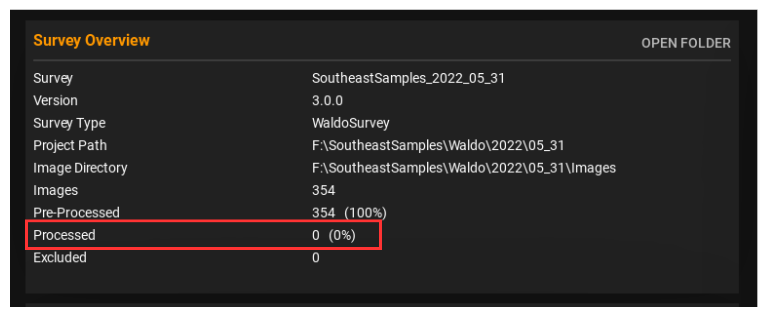 Survey Overview
OPEN FOLDER
Survey SoutheastSamples_2022_05_31
Version 3.0.0
Survey Type WaldoSurvey
Project Path F:\SoutheastSamples\Waldo\2022\05_31
Image Directory F:\SoutheastSamples\Waldo\2022\05_31\Images
Images 354
Pre-Processed 354 (100%)
Processed 0 (0%)
Excluded 0